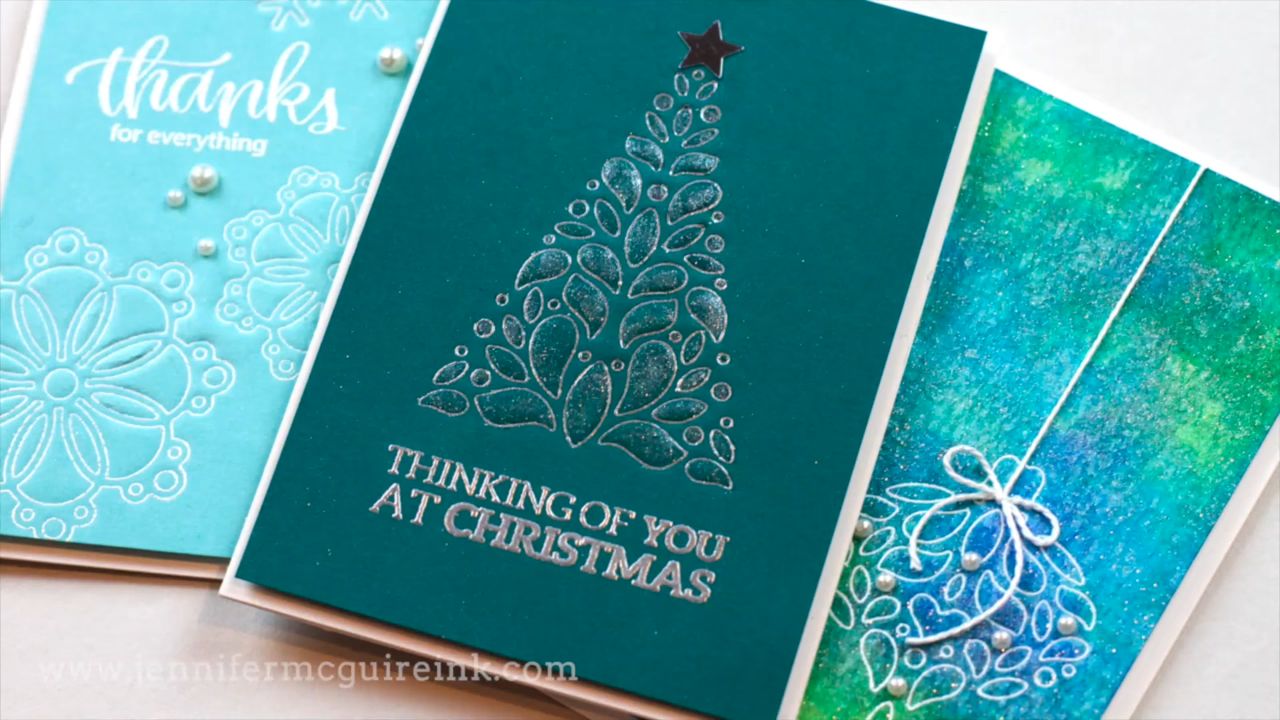 thanks
for everything
THINKING OF YOU
AT CHRISTMAS
www.jennifermcguireink.com